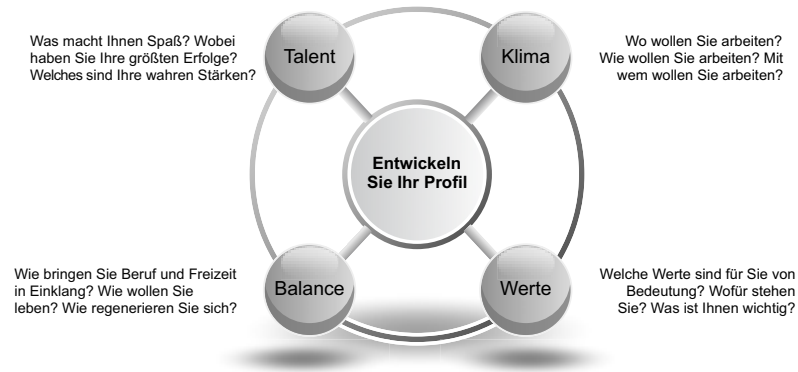 Was macht Ihnen Spaß? Wobei
haben Sie Ihre größten Erfolge?
Welches sind Ihre wahren Stärken?
Talent
Klima
Wo wollen Sie arbeiten?
Wie wollen Sie arbeiten? Mit
wem wollen Sie arbeiten?
Entwickeln
Sie Ihr Profil
Wie bringen Sie Beruf und Freizeit
in Einklang? Wie wollen Sie
leben? Wie regenerieren Sie sich?
Balance
Werte
Welche Werte sind für Sie von
Bedeutung? Wofür stehen
Sie? Was ist Ihnen wichtig?